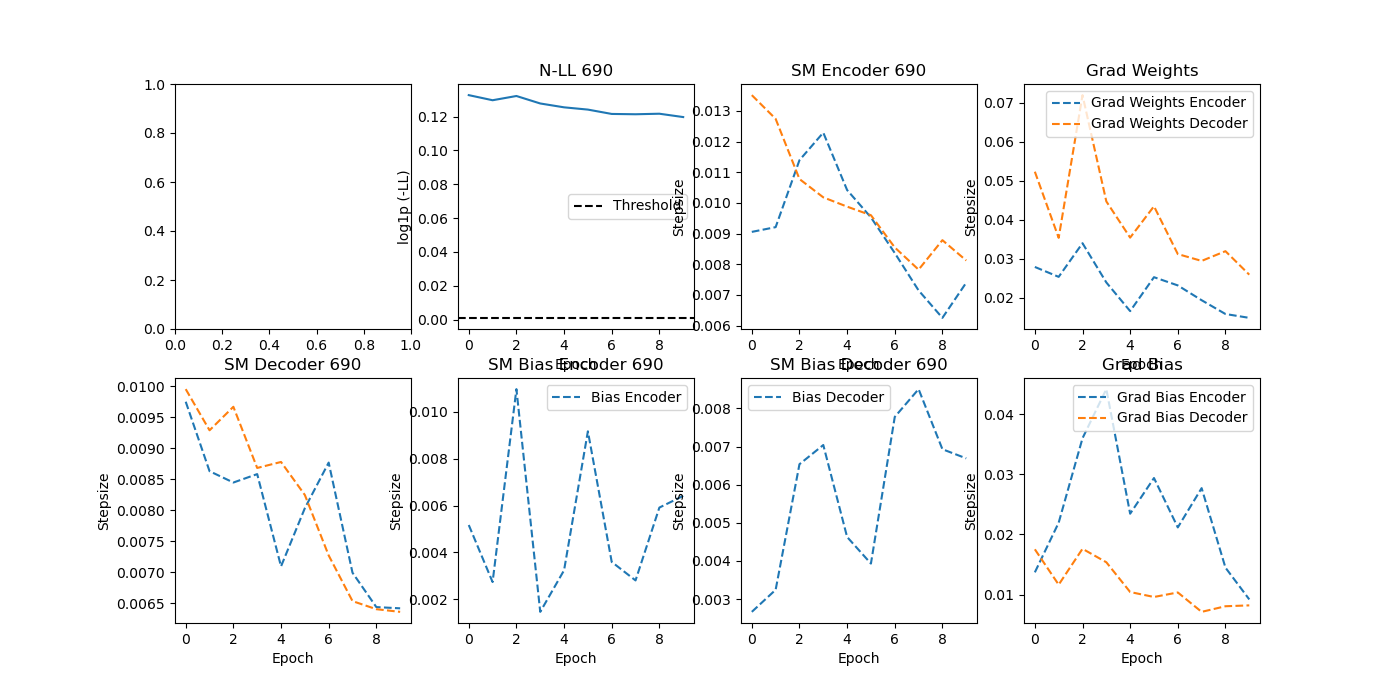 N-LL 690
SM Encoder 690
Grad Weights
1.0
0.8
0.6
0.4
0.2
0.0
0.0 0.2 0.4 0.6 0.8 1.0
log1p (-LL)
0.12
0.10
0.08
0.06
0.04
0.02
0.00
Threshold
0 2 4 6 8
Epoch
Stepsize
0.013
0.012
0.011
0.010
0.009
0.008
0.007
0.006
0 2 4 6 8
Epoch
Stepsize
0.07
0.06
0.05
0.04
0.03
0.02
Grad Weights Encoder
Grad Weights Decoder
0 2 4 6 8
Epoch
SM Decoder 690
SM Bias Encoder 690
SM Bias Decoder 690
Grad Bias
Stepsize
0.0100
0.0095
0.0090
0.0085
0.0080
0.0075
0.0070
0.0065
0 2 4 6 8
Epoch
Stepsize
0.010
0.008
0.006
0.004
0.002
Bias Encoder
0 2 4 6 8
Epoch
Stepsize
0.008
0.007
0.006
0.005
0.004
0.003
Bias Decoder
0 2 4 6 8
Epoch
Stepsize
0.04
0.03
0.02
0.01
Grad Bias Encoder
Grad Bias Decoder
0 2 4 6 8
Epoch